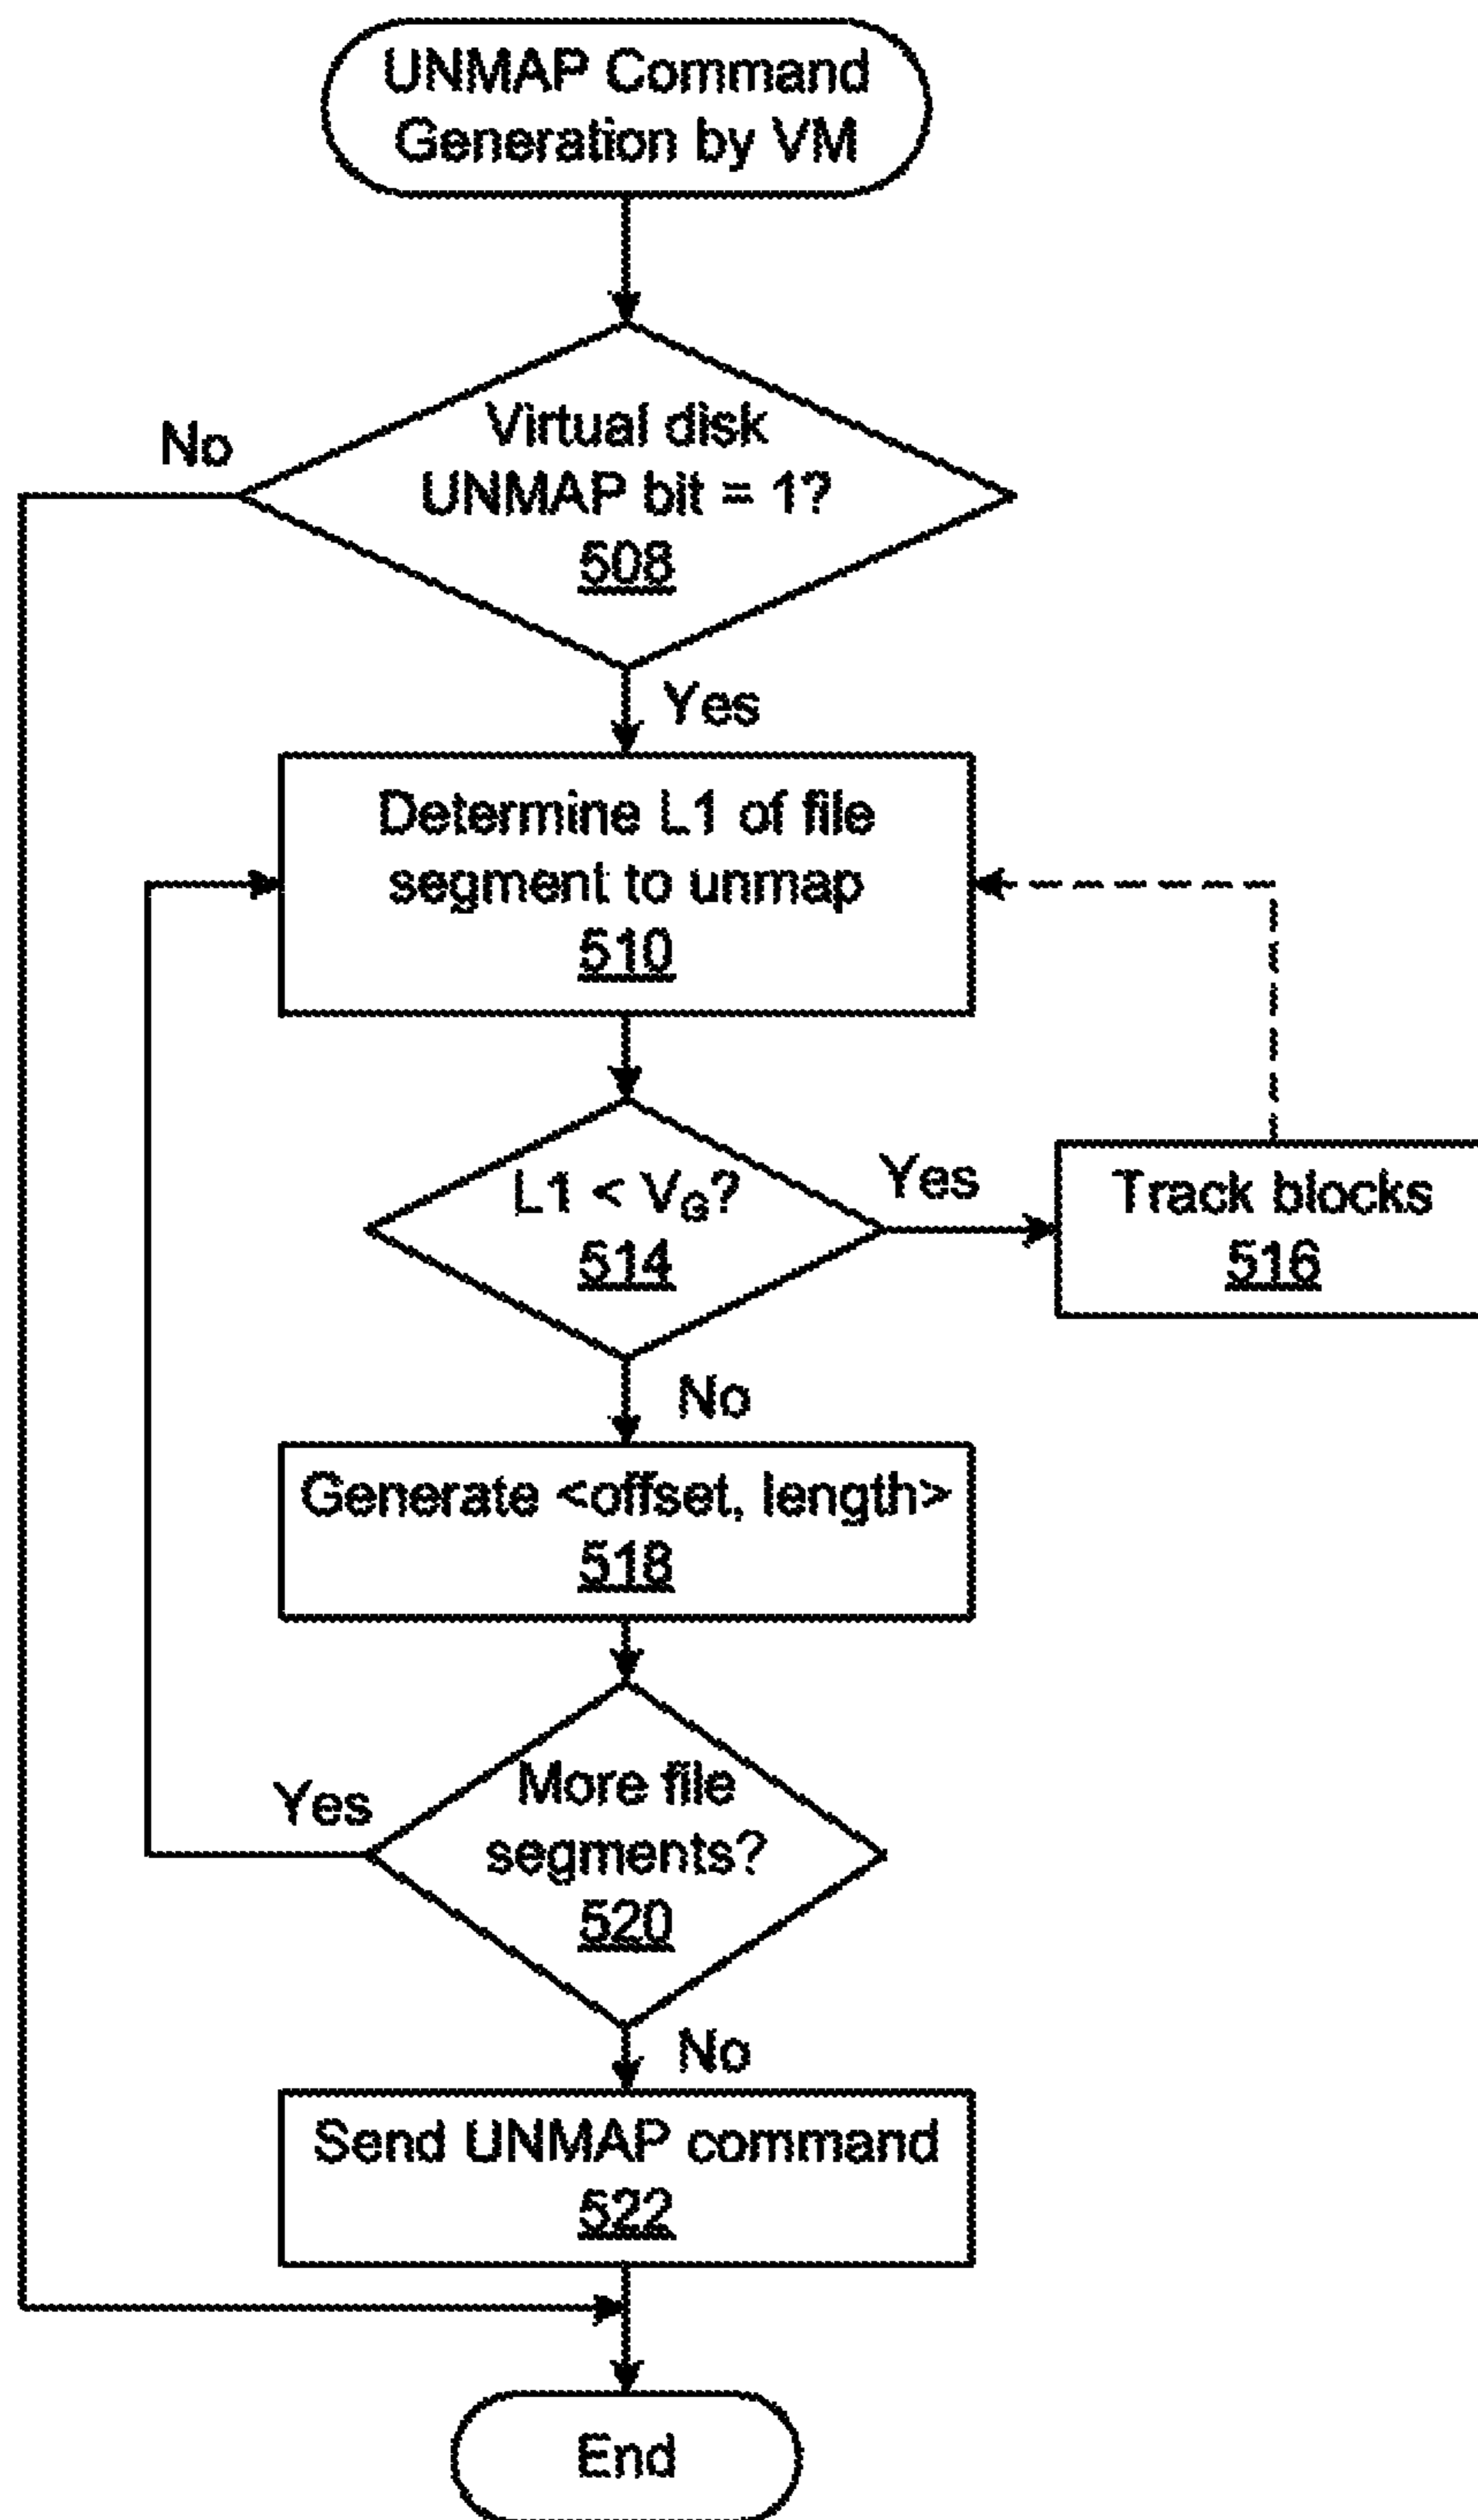 UNMAP Command
Generation by VM
No
Virtual disk
UNMAP bit = 1?
508
Yes
Determine L1 of file
segment to unmap
510
L1 < VG?
514
Yes
Track blocks
516
No
Generate <offset, length>
518
Yes
More file
segments?
520
No
Send UNMAP command
522
End